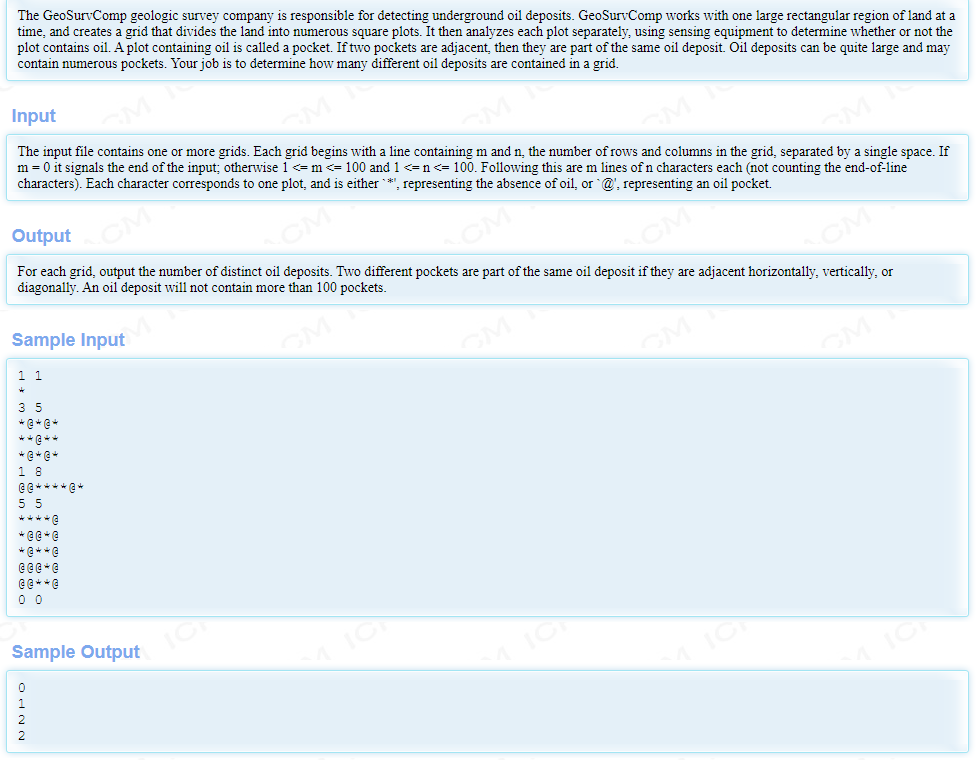 The GeoSurvComp geologic survey company is responsible for detecting underground oil deposits. GeoSurvComp works with one large rectangular region of land at a
time, and creates a grid that divides the land into numerous square plots. It then analyzes each plot separately, using sensing equipment to determine whether or not the
plot contains oil. A plot containing oil is called a pocket. If two pockets are adjacent, then they are part of the same oil deposit. Oil deposits can be quite large and may
contain numerous pockets. Your job is to determine how many different oil deposits are contained in a grid.
Input
The input file contains one or more grids. Each grid begins with a line containing m and n, the number of rows and columns in the grid, separated by a single space. If
m = 0 it signals the end of the input; otherwise 1 <= m <= 100 and 1 <= n <= 100. Following this are m lines of n characters each (not counting the end-of-line
characters). Each character corresponds to one plot, and is either `*', representing the absence of oil, or `@', representing an oil pocket.
Output
For each grid, output the number of distinct oil deposits. Two different pockets are part of the same oil deposit if they are adjacent horizontally, vertically, or
diagonally. An oil deposit will not contain more than 100 pockets.
Sample Input
1 1
*
3 5
*@*@*
**@**
*@*@*
1 8
@@****@*
5 5
****@
*@@*@
*@**@
@@@*@
@@**@
0 0
Sample Output
0
1
2
2